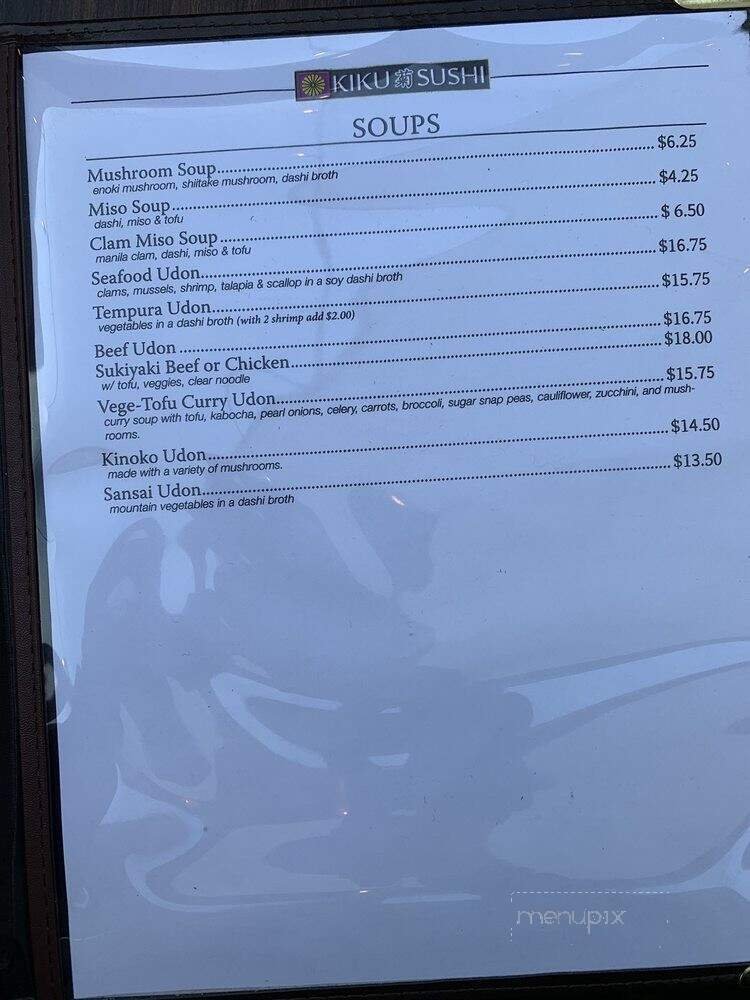 KIKU 菊 SUSHI
SOUPS
Mushroom Soup.................... $6.25
enoki mushroom, shiitake mushroom, dashi broth
Miso Soup.................... $4.25
dashi, miso & tofu
Clam Miso Soup.................... $ 6.50
manila clam, dashi, miso & tofu
Seafood Udon.................... $16.75
clams, mussels, shrimp, talapia & scallop in a soy dashi broth
Tempura Udon.................... $15.75
vegetables in a dashi broth (with 2 shrimp add $2.00)
Beef Udon .................... $16.75
Sukiyaki Beef or Chicken.................... $18.00
w/ tofu, veggies, clear noodle
Vege-Tofu Curry Udon.................... $15.75
curry soup with tofu, kabocha, pearl onions, celery, carrots, broccoli, sugar snap peas, cauliflower, zucchini, and mush-
rooms.
Kinoko Udon.................... $14.50
made with a variety of mushrooms.
Sansai Udon.................... $13.50
mountain vegetables in a dashi broth
menupix